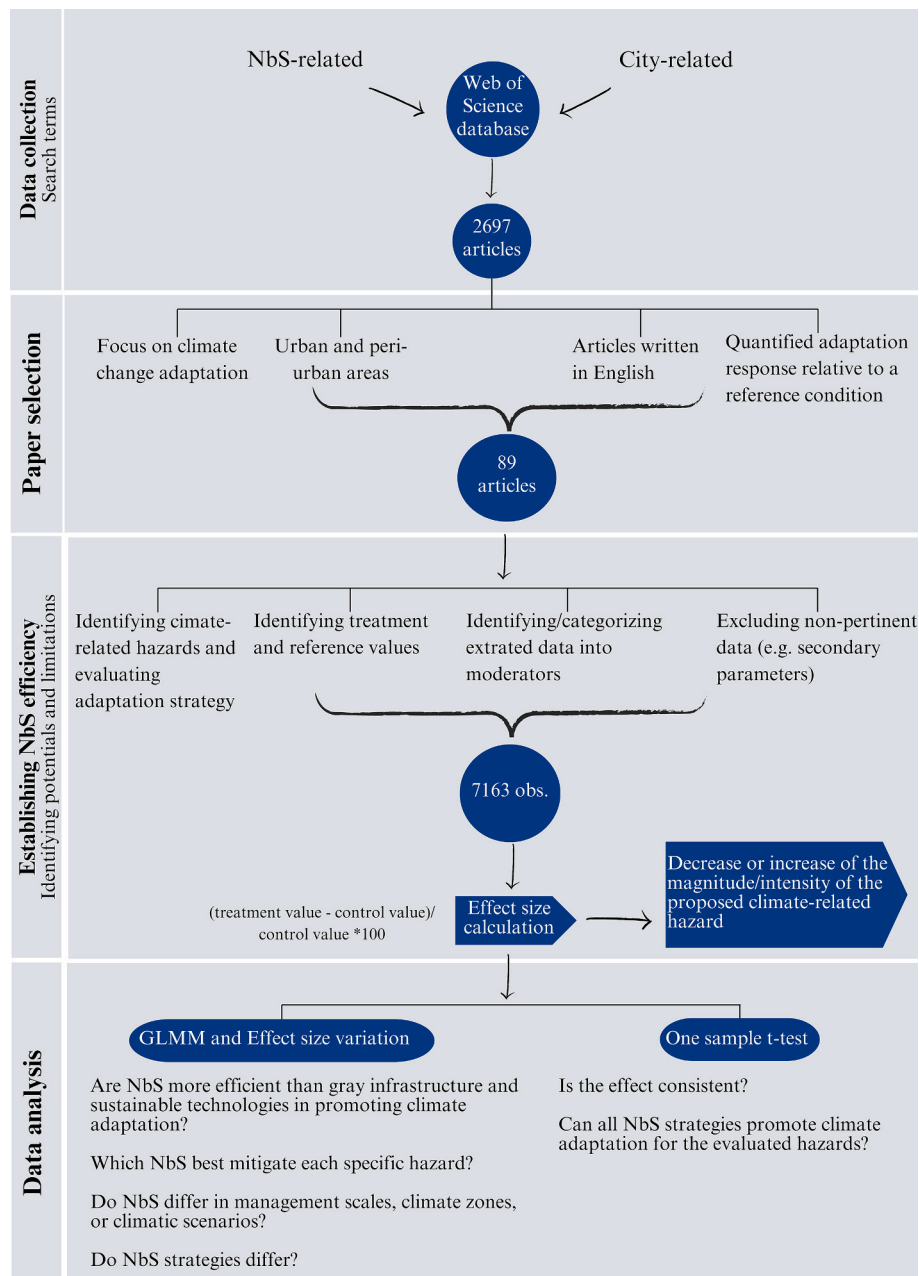 Data collection
Search terms
NbS-related
City-related
Web of
Science
database
2697
articles
Paper selection
Focus on climate
change adaptation
Urban and peri-
urban areas
Articles written
in English
Quantified adaptation
response relative to a
reference condition
89
articles
Establishing NbS efficiency
Identifying potentials and limitations
Identifying cimate-
related hazards and
evaluating
adaptation strategy
Identifying treatment
and reference values
Identifying/categorizing
extrated data into
moderators
Excluding non-pertinent
data (e.g. secondary
parameters)
7163 obs.
(treatment value - control value)/
control value *100
Effect size
calculation
Decrease or increase of the
magnitude/intensity of the
proposed climate-related
hazard
Data analysis
GLMM and Effect size variation
Are NbS more efficient than gray infrastructure and
sustainable technologies in promoting climate
adaptation?
Which NbS best mitigate each specific hazard?
Do NbS differ in management scales, climate zones,
or climatic scenarios?
Do NbS strategies differ?
One sample t-test
Is the effect consistent?
Can all NbS strategies promote climate
adaptation for the evaluated hazards?